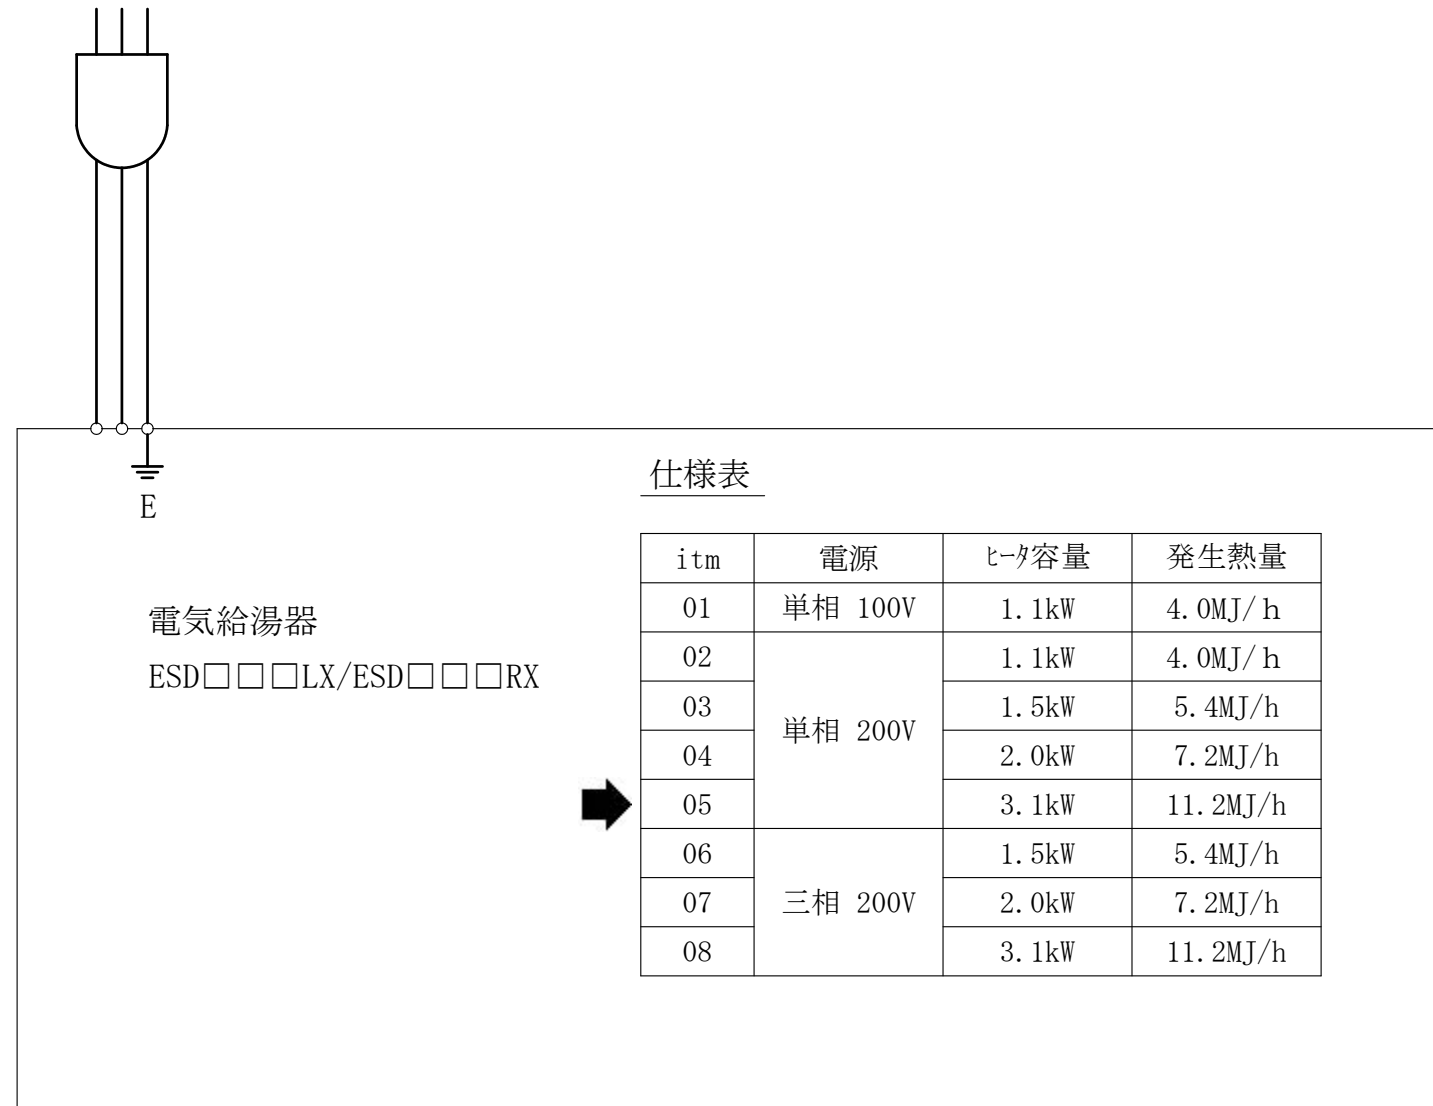 E
電気給湯器
ESD□□□LX/ESD□□□RX
仕様表
itm 電源 ﾋｰﾀ容量 発生熱量
01 単相 100V 1.1kW 4.0MJ/ｈ
02 単相 200V 1.1kW 4.0MJ/ｈ
03 1.5kW 5.4MJ/h
04 2.0kW 7.2MJ/h
05 3.1kW 11.2MJ/h
06 三相 200V 1.5kW 5.4MJ/h
07 2.0kW 7.2MJ/h
08 3.1kW 11.2MJ/h